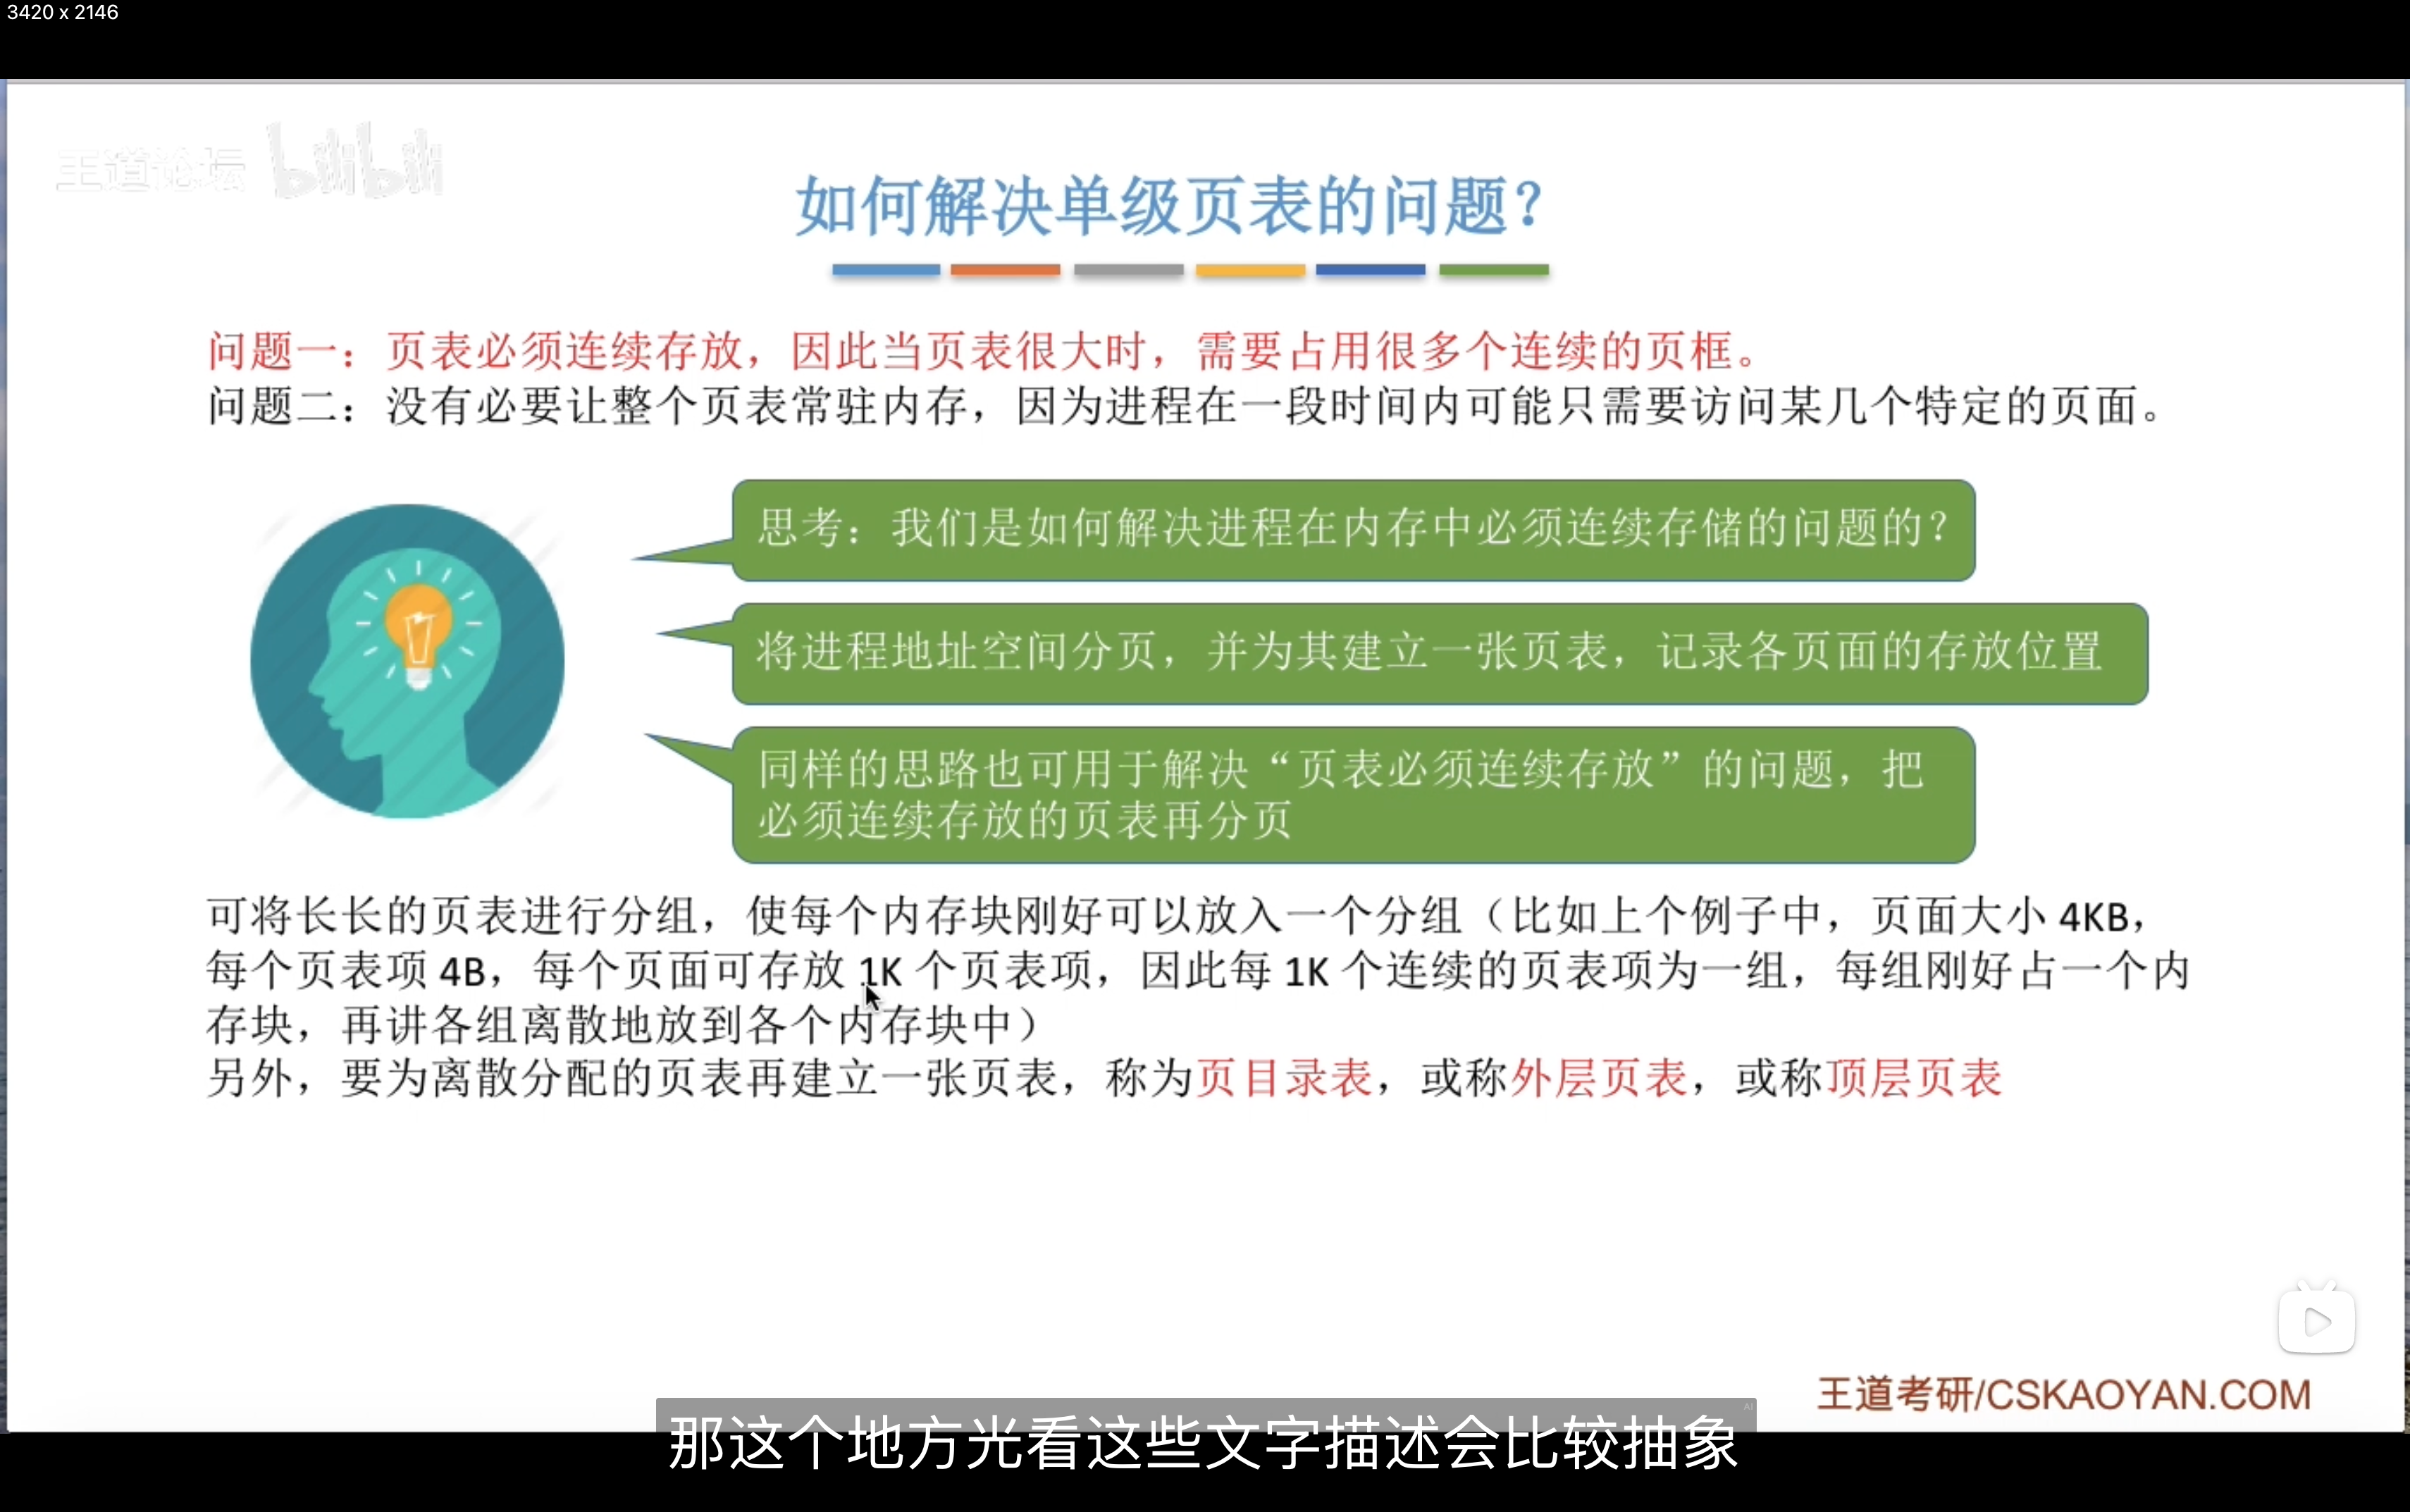 3420 x 2146
王道论坛 bilibili
如何解决单级页表的问题？
问题一：页表必须连续存放，因此当页表很大时，需要占用很多个连续的页框。
问题二：没有必要让整个页表常驻内存，因为进程在一段时间内可能只需要访问某几个特定的页面。
思考：我们是如何解决进程在内存中必须连续存储的问题的？
将进程地址空间分页，并为其建立一张页表，记录各页面的存放位置
同样的思路也可用于解决“页表必须连续存放”的问题，把
必须连续存放的页表再分页
可将长长的页表进行分组，使每个内存块刚好可以放入一个分组（比如上个例子中，页面大小 4KB，
每个页表项 4B，每个页面可存放 1K 个页表项，因此每 1K 个连续的页表项为一组，每组刚好占一个内
存块，再讲各组离散地放到各个内存块中）
另外，要为离散分配的页表再建立一张页表，称为页目录表，或称外层页表，或称顶层页表
王道考研/CSKAOYAN.COM
AI
那这个地方光看这些文字描述会比较抽象